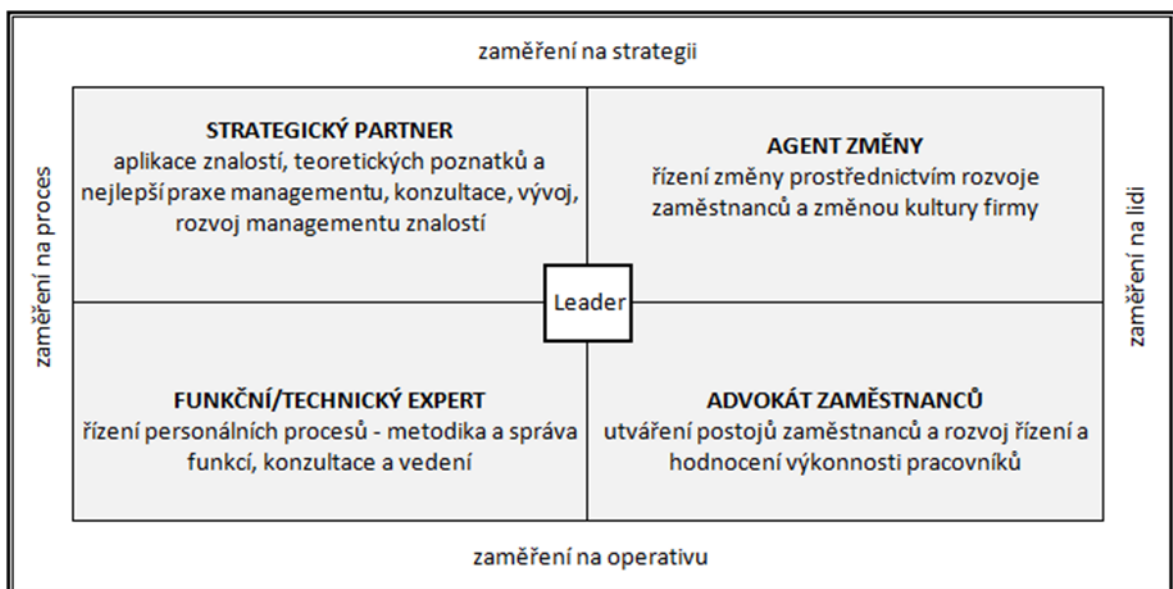 zaměření na strategii
zaměření na proces
STRATEGICKÝ PARTNER
aplikace znalostí, teoretických poznatků a
nejlepší praxe managementu, konzultace, vývoj,
rozvoj managementu znalostí
AGENT ZMĚNY
řízení změny prostřednictvím rozvoje
zaměstnanců a změnou kultury firmy
zaměření na lidi
Leader
FUNKČNÍ/TECHNICKÝ EXPERT
řízení personálních procesů - metodika a správa
funkcí, konzultace a vedení
ADVOKÁT ZAMĚSTNANCŮ
utváření postojů zaměstnanců a rozvoj řízení a
hodnocení výkonnosti pracovníků
zaměření na operativu